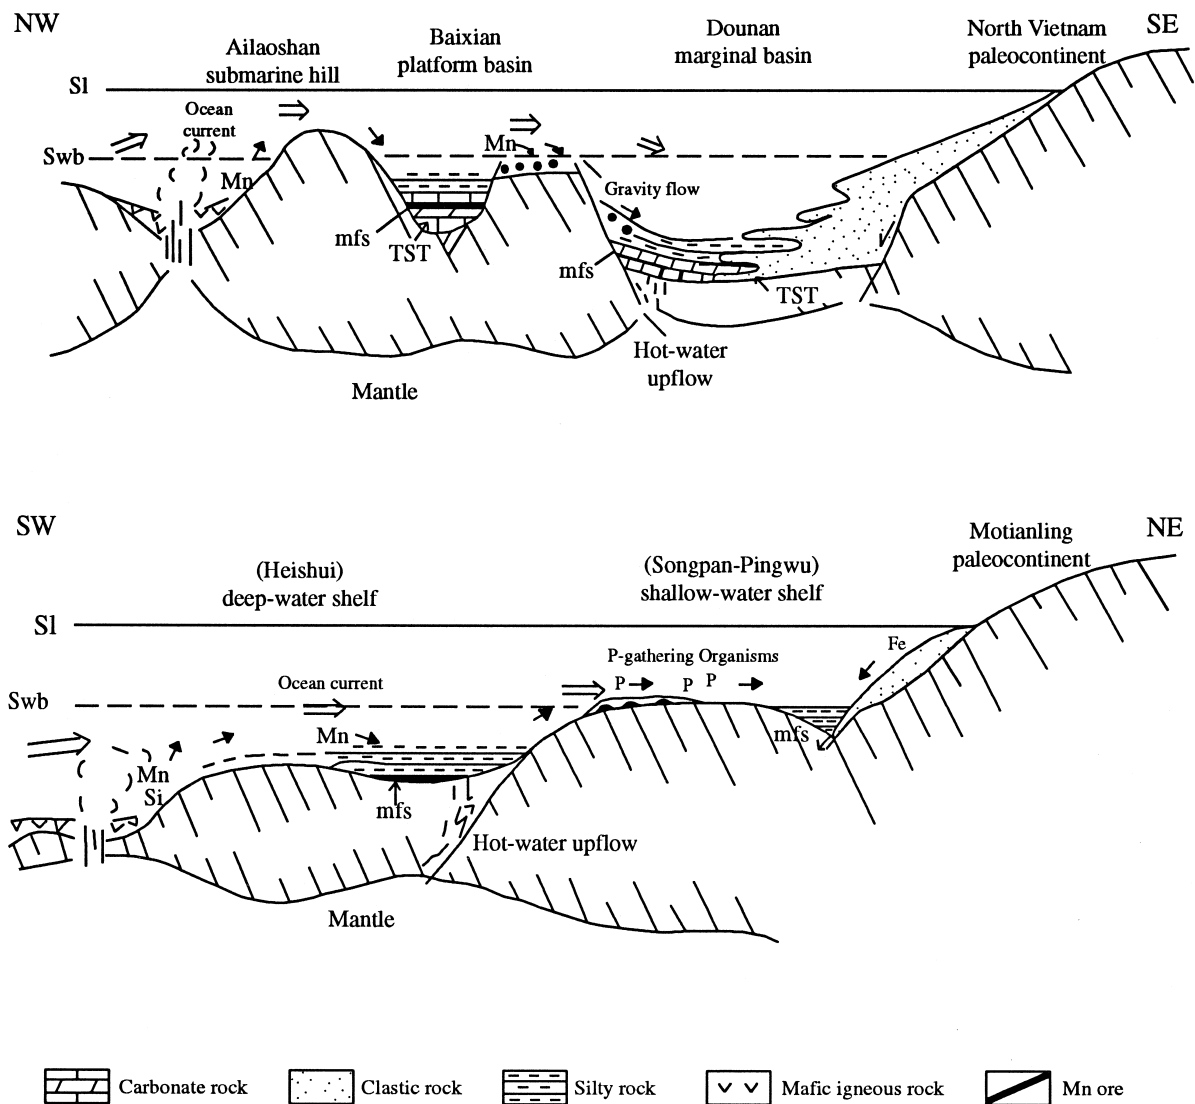 NW
SE
Ailaoshan
submarine hill
Baixian
platform basin
Dounan
marginal basin
North Vietnam
paleocontinent
Sl
Ocean
current
Swb
Mn
Mn
Gravity flow
mfs
TST
mfs
TST
Hot-water
upflow
Mantle
SW
NE
(Heishui)
deep-water shelf
(Songpan-Pingwu)
shallow-water shelf
Motianling
paleocontinent
Sl
Fe
P-gathering Organisms
P P P
Ocean current
Swb
Mn
mfs
Mn
Si
mfs
Hot-water upflow
Mantle
Carbonate rock
Clastic rock
Silty rock
Mafic igneous rock
Mn ore